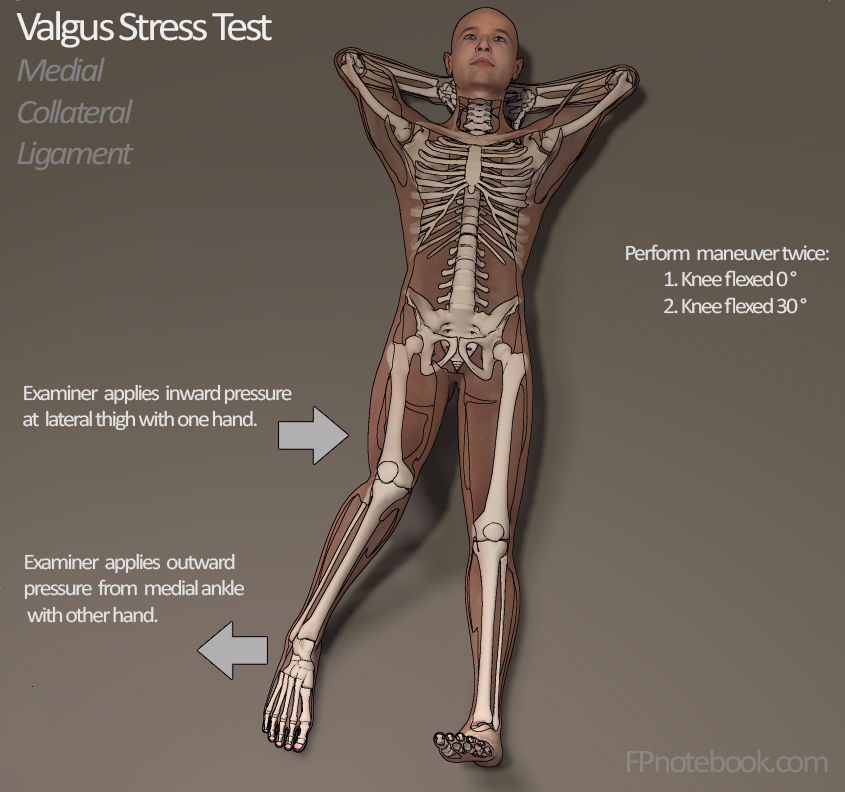 Valgus Stress Test
Medial
Collateral
Ligament
Perform maneuver twice:
1. Knee flexed 0°
2. Knee flexed 30°
Examiner applies inward pressure
at lateral thigh with one hand.
Examiner applies outward
pressure from medial ankle
with other hand.
FPnotebook.com